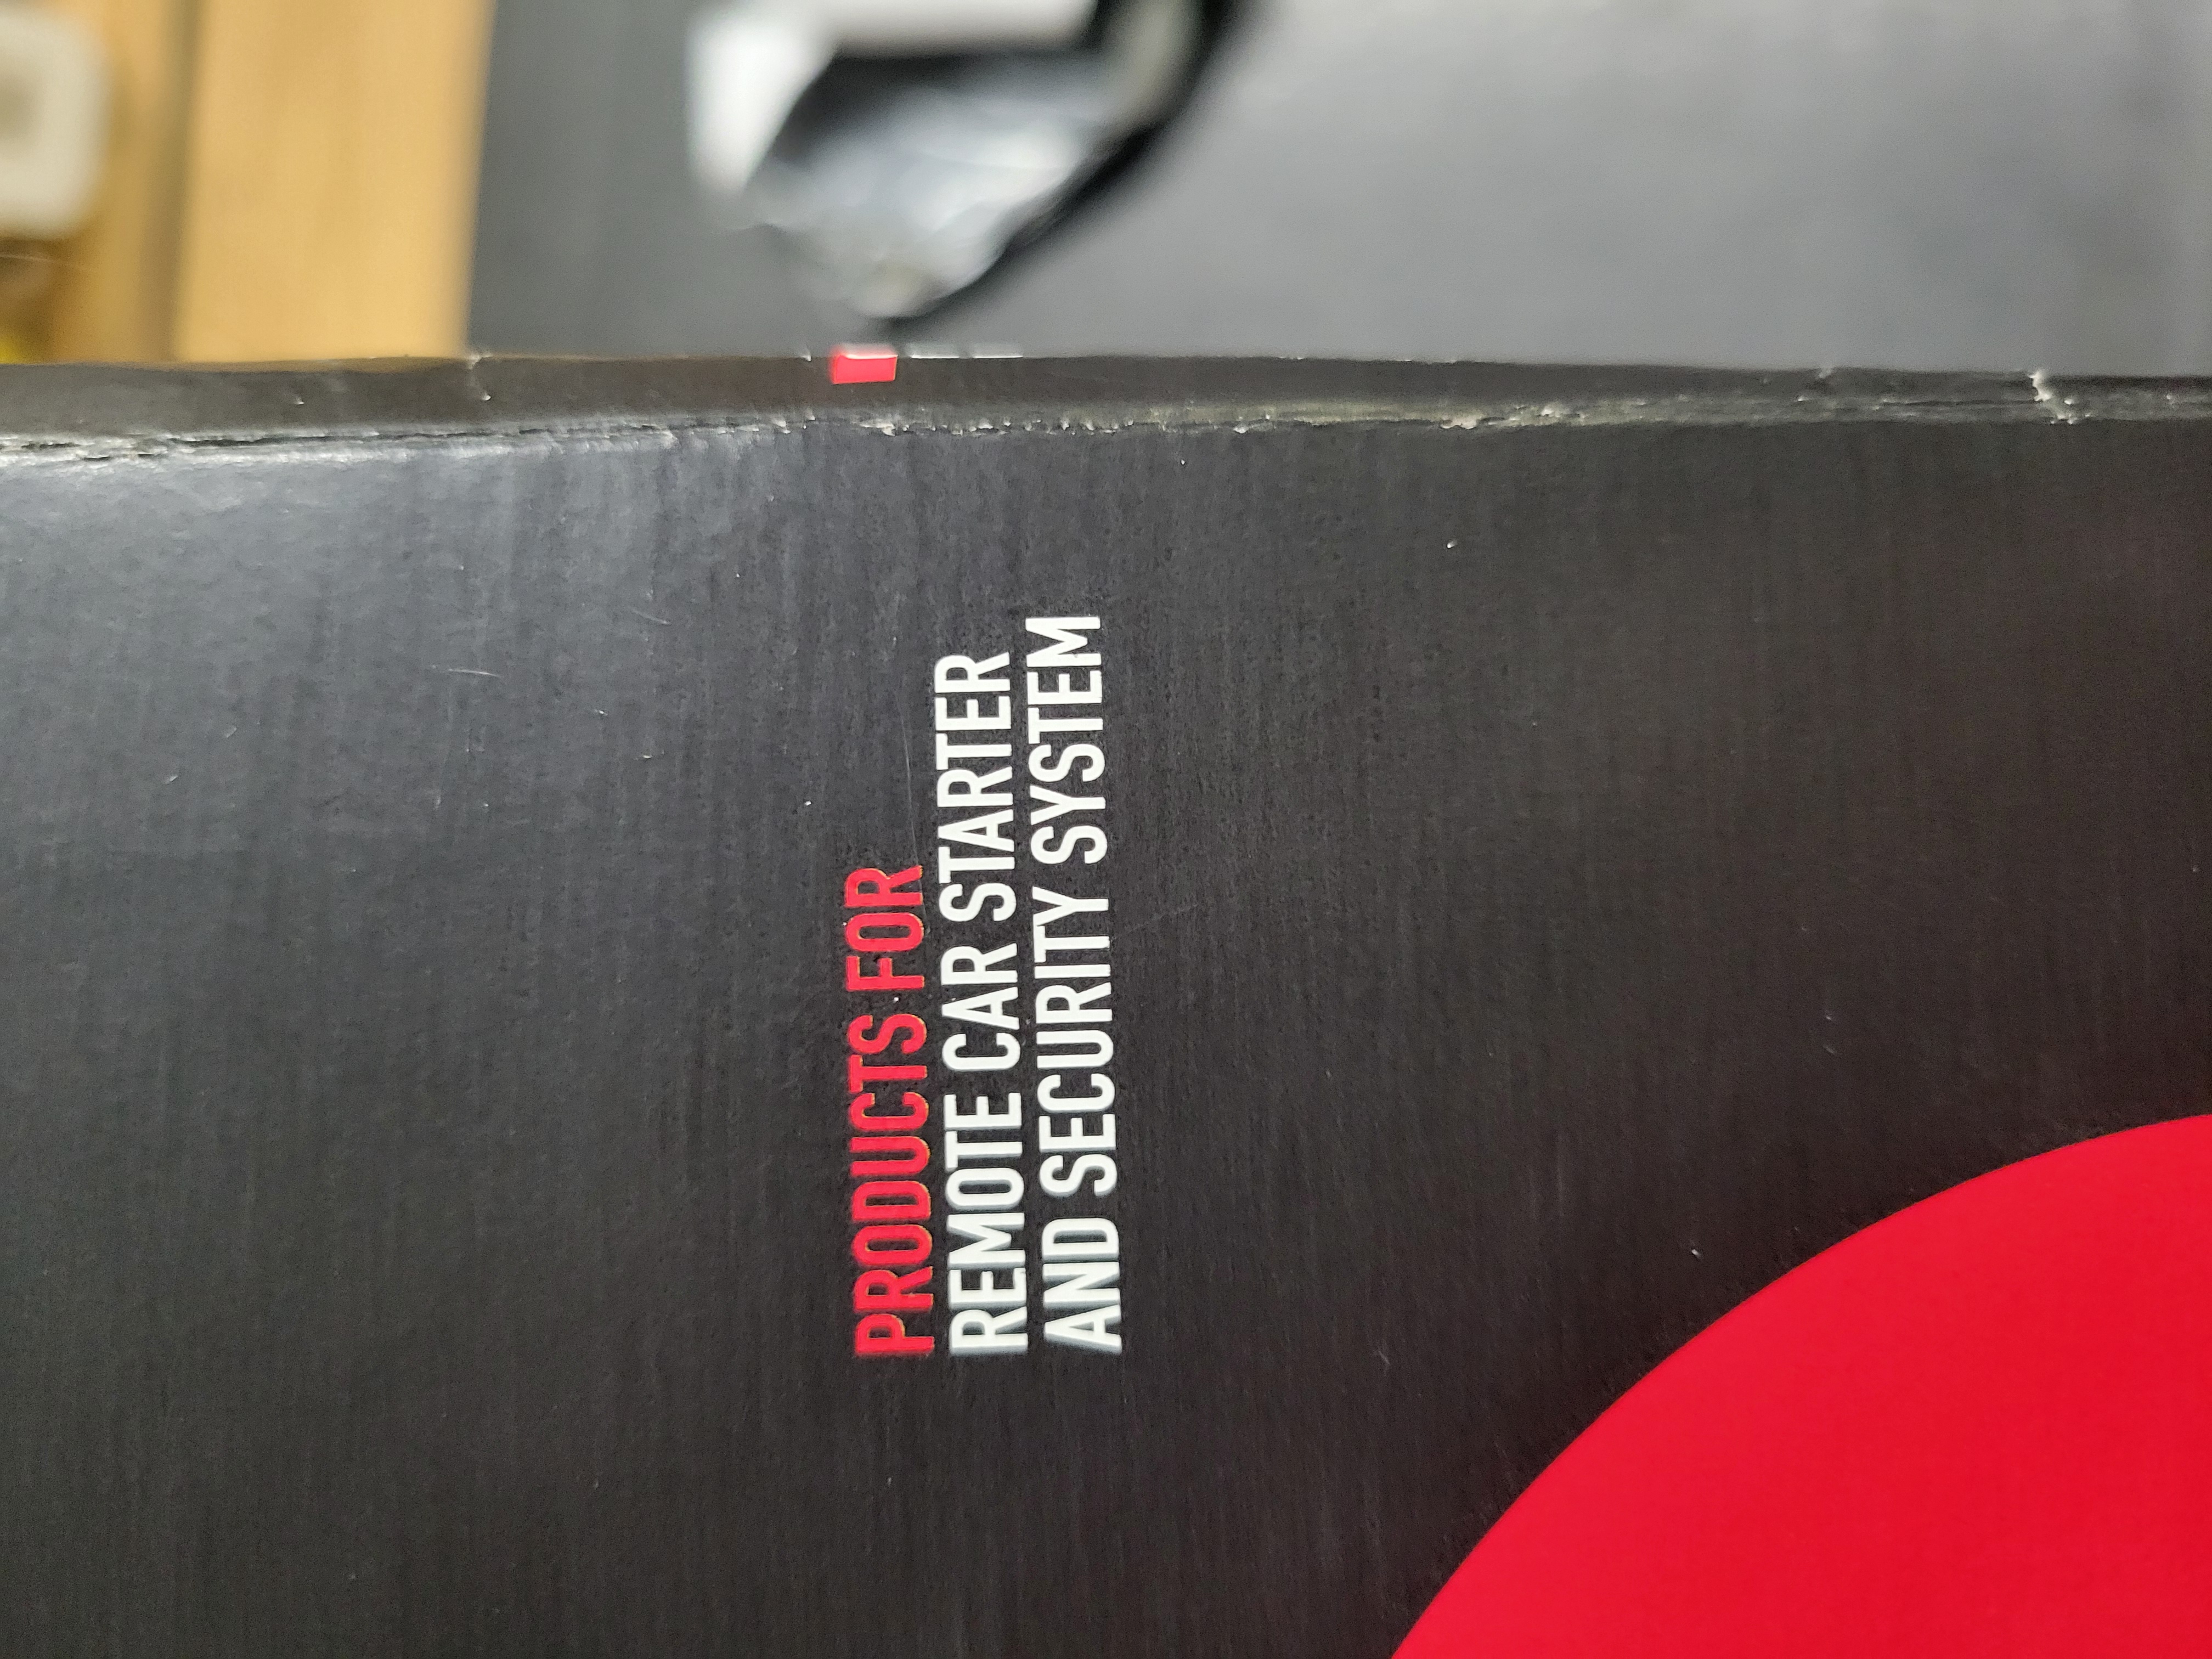 PRODUCTS FOR
REMOTE CAR STARTER
AND SECURITY SYSTEM